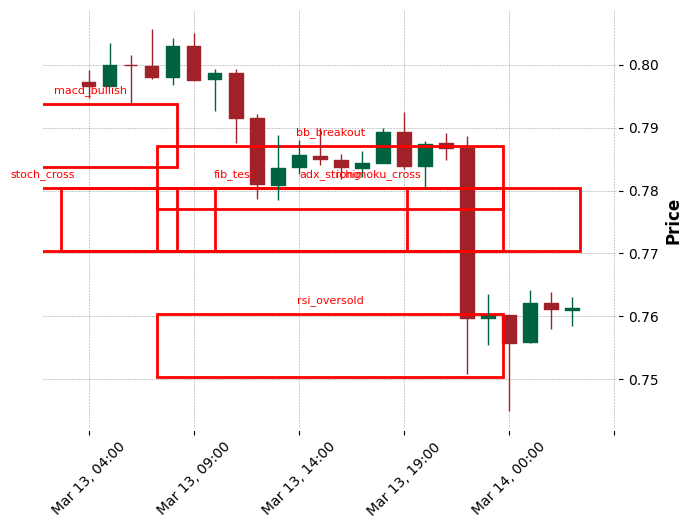 0.80
macd_bullish
0.79
bb_breakout
stoch_cross
fib_test
adx_strong
ichimoku_cross
0.78
Price
0.77
rsi_oversold
0.76
0.75
Mar 13, 04:00
Mar 13, 09:00
Mar 13, 14:00
Mar 13, 19:00
Mar 14, 00:00